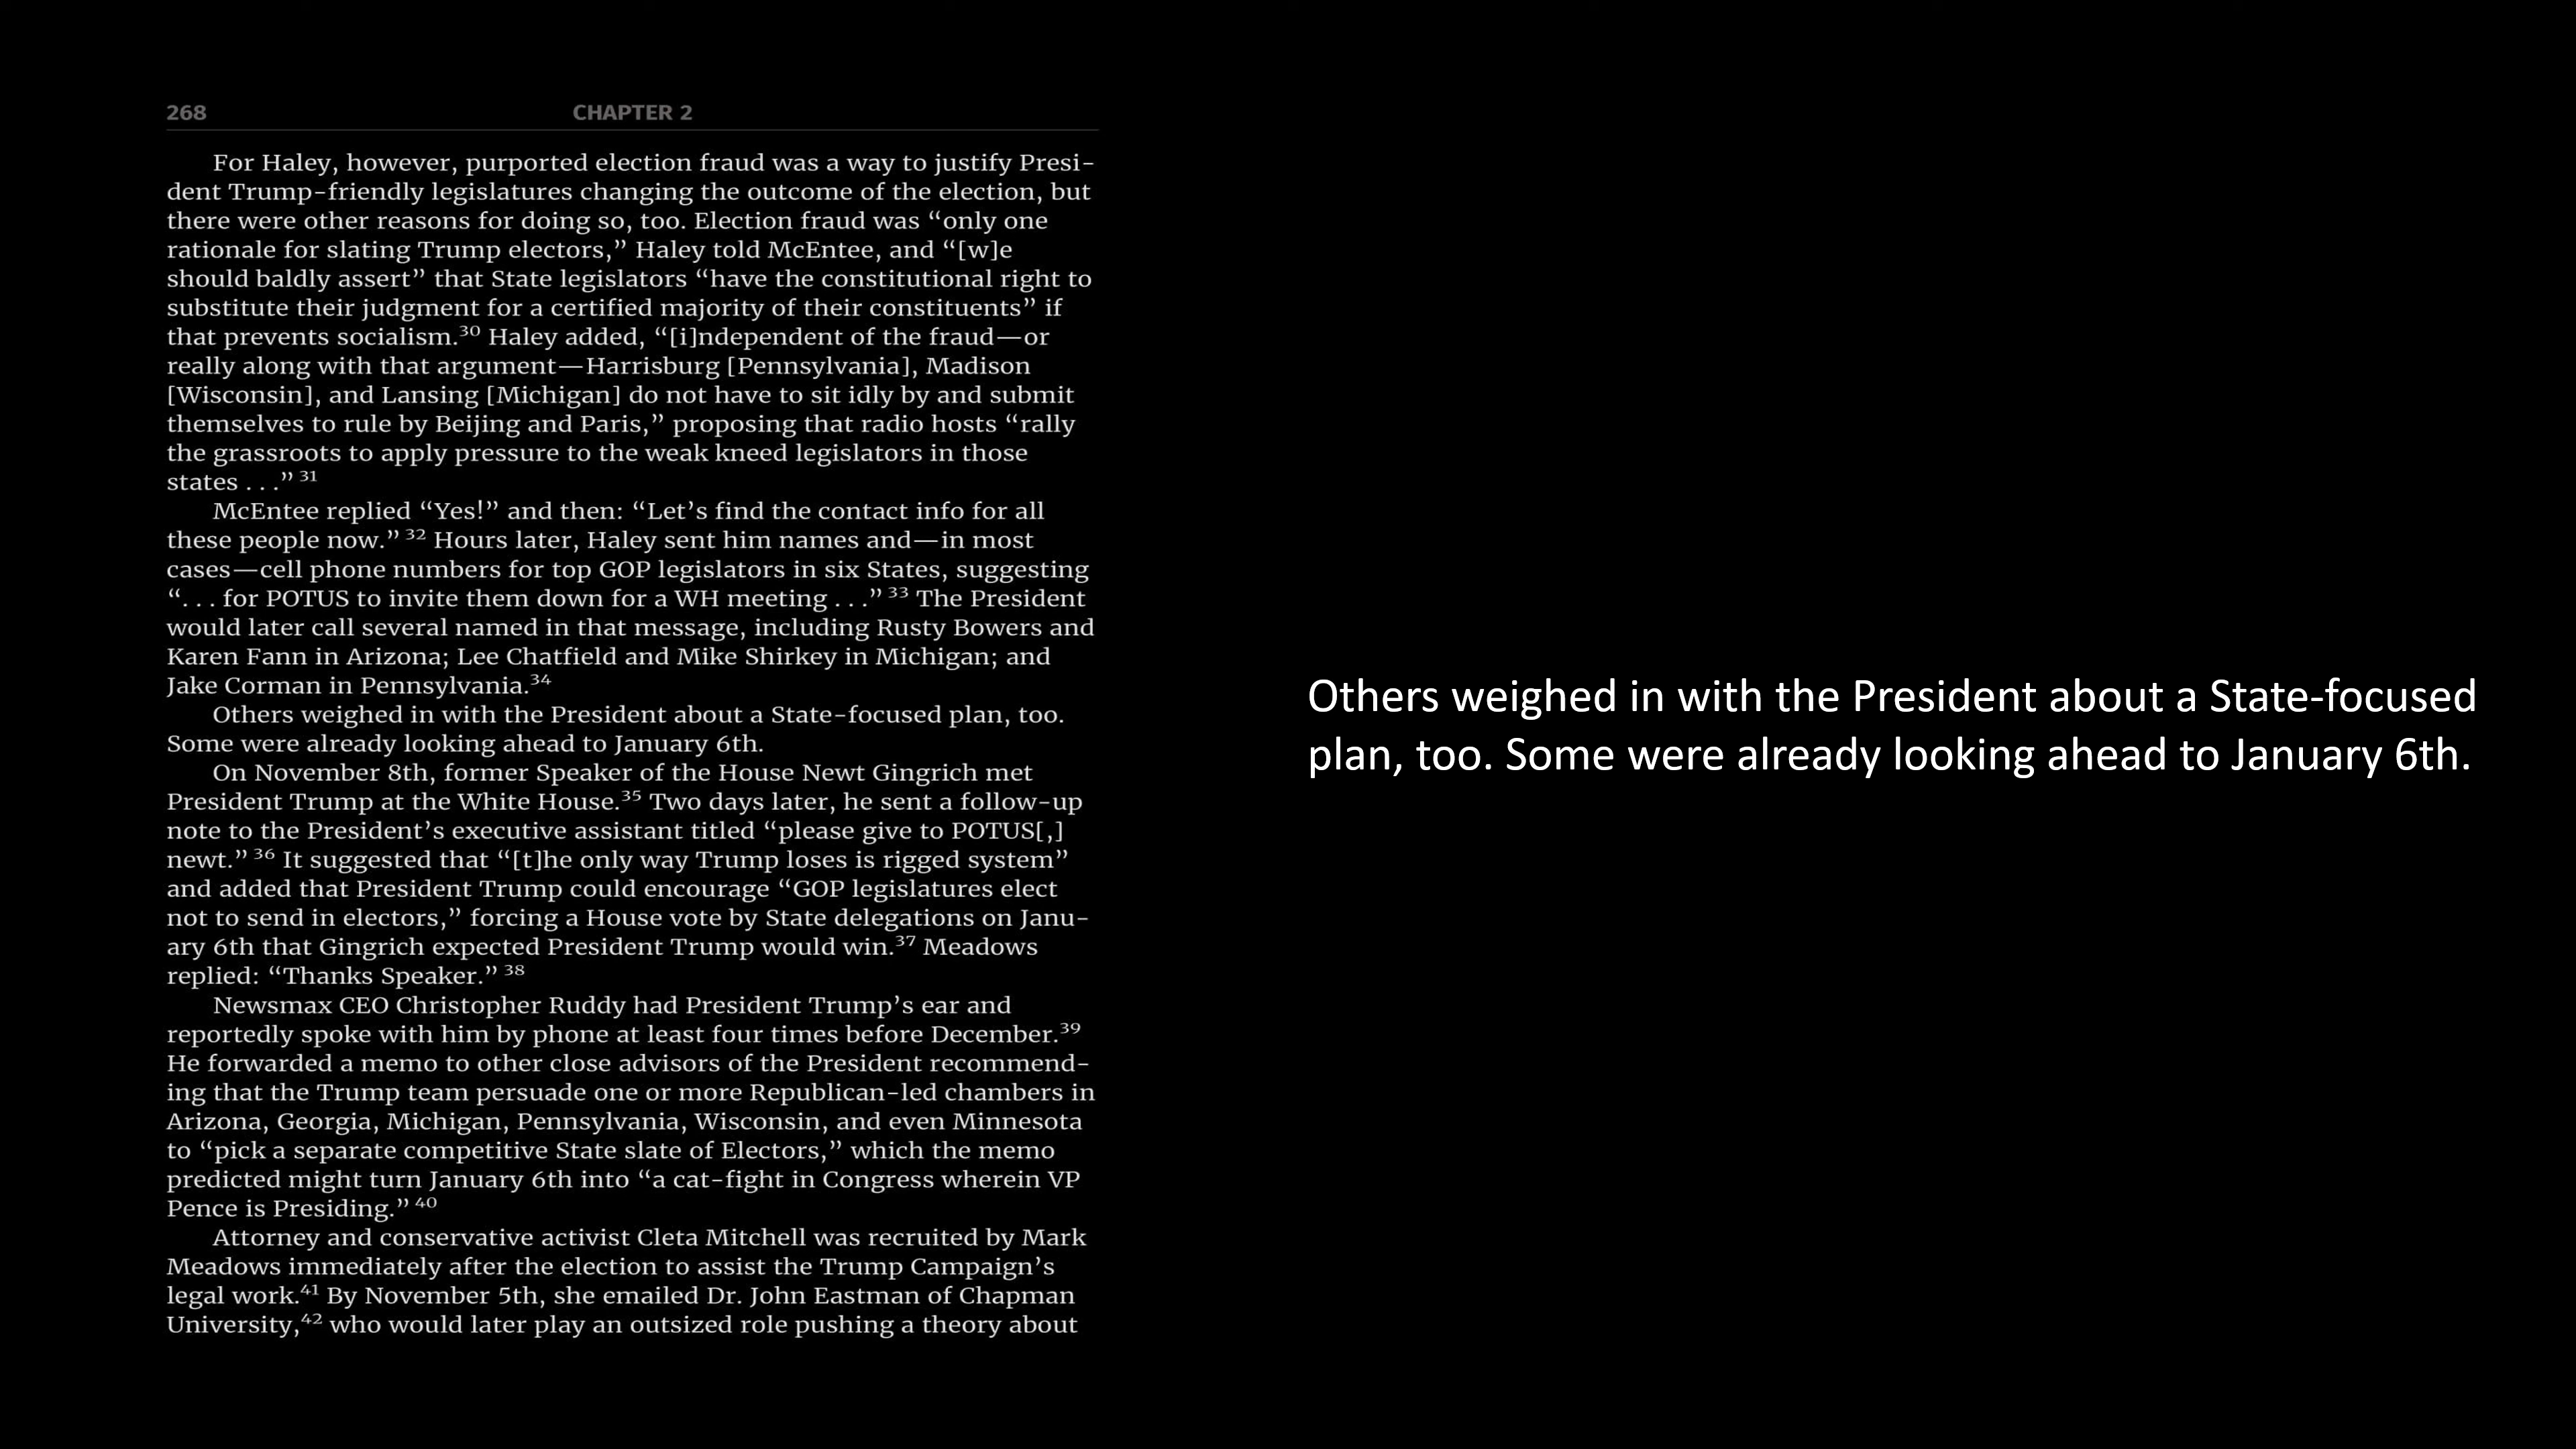 268 CHAPTER 2
For Haley, however, purported election fraud was a way to justify Presi-
dent Trump-friendly legislatures changing the outcome of the election, but
there were other reasons for doing so, too. Election fraud was “only one
rationale for slating Trump electors,” Haley told McEntee, and “[w]e
should baldly assert” that State legislators “have the constitutional right to
substitute their judgment for a certified majority of their constituents” if
that prevents socialism.30 Haley added, “[i]ndependent of the fraud—or
really along with that argument—Harrisburg [Pennsylvania], Madison
[Wisconsin], and Lansing [Michigan] do not have to sit idly by and submit
themselves to rule by Beijing and Paris,” proposing that radio hosts “rally
the grassroots to apply pressure to the weak kneed legislators in those
states . . .” 31
McEntee replied “Yes!” and then: “Let’s find the contact info for all
these people now.” 32 Hours later, Haley sent him names and—in most
cases—cell phone numbers for top GOP legislators in six States, suggesting
“. . . for POTUS to invite them down for a WH meeting . . .” 33 The President
would later call several named in that message, including Rusty Bowers and
Karen Fann in Arizona; Lee Chatfield and Mike Shirkey in Michigan; and
Jake Corman in Pennsylvania.34
Others weighed in with the President about a State-focused plan, too.
Some were already looking ahead to January 6th.
On November 8th, former Speaker of the House Newt Gingrich met
President Trump at the White House.35 Two days later, he sent a follow-up
note to the President’s executive assistant titled “please give to POTUS[,]
newt.” 36 It suggested that “[t]he only way Trump loses is rigged system”
and added that President Trump could encourage “GOP legislatures elect
not to send in electors,” forcing a House vote by State delegations on Janu-
ary 6th that Gingrich expected President Trump would win.37 Meadows
replied: “Thanks Speaker.” 38
Newsmax CEO Christopher Ruddy had President Trump’s ear and
reportedly spoke with him by phone at least four times before December.39
He forwarded a memo to other close advisors of the President recommend-
ing that the Trump team persuade one or more Republican-led chambers in
Arizona, Georgia, Michigan, Pennsylvania, Wisconsin, and even Minnesota
to “pick a separate competitive State slate of Electors,” which the memo
predicted might turn January 6th into “a cat-fight in Congress wherein VP
Pence is Presiding.” 40
Attorney and conservative activist Cleta Mitchell was recruited by Mark
Meadows immediately after the election to assist the Trump Campaign’s
legal work.41 By November 5th, she emailed Dr. John Eastman of Chapman
University,42 who would later play an outsized role pushing a theory about
Others weighed in with the President about a State-focused
plan, too. Some were already looking ahead to January 6th.